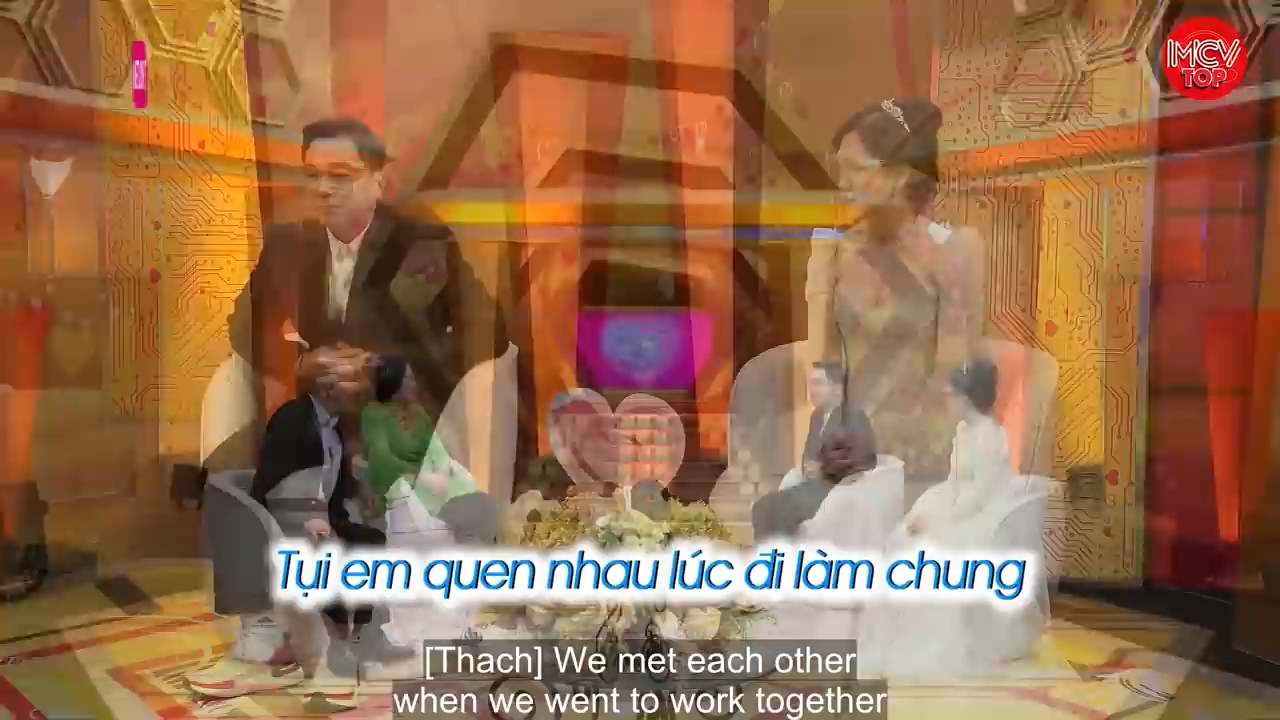 MCV
TOP
Tụi em quen nhau lúc đi làm chung
[Thach] We met each other
when we went to work together